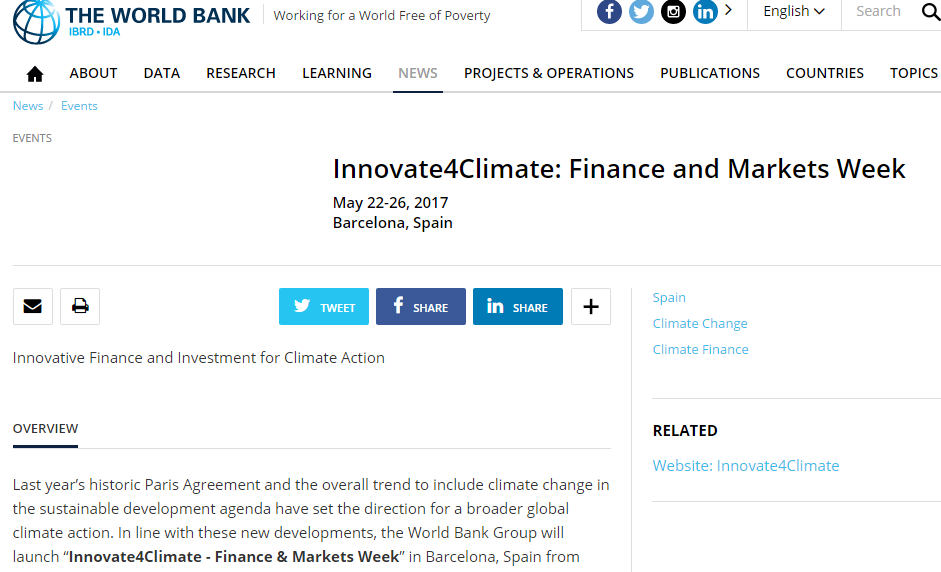 THE WORLD BANK
IBRD • IDA
Working for a World Free of Poverty
English
Search
ABOUT DATA RESEARCH LEARNING NEWS PROJECTS & OPERATIONS PUBLICATIONS COUNTRIES TOPICS
News / Events
EVENTS
Innovate4Climate: Finance and Markets Week
May 22-26, 2017
Barcelona, Spain
TWEET
SHARE
SHARE
Innovative Finance and Investment for Climate Action
OVERVIEW
Last year’s historic Paris Agreement and the overall trend to include climate change in
the sustainable development agenda have set the direction for a broader global
climate action. In line with these new developments, the World Bank Group will
launch “Innovate4Climate - Finance & Markets Week” in Barcelona, Spain from
Spain
Climate Change
Climate Finance
RELATED
Website: Innovate4Climate